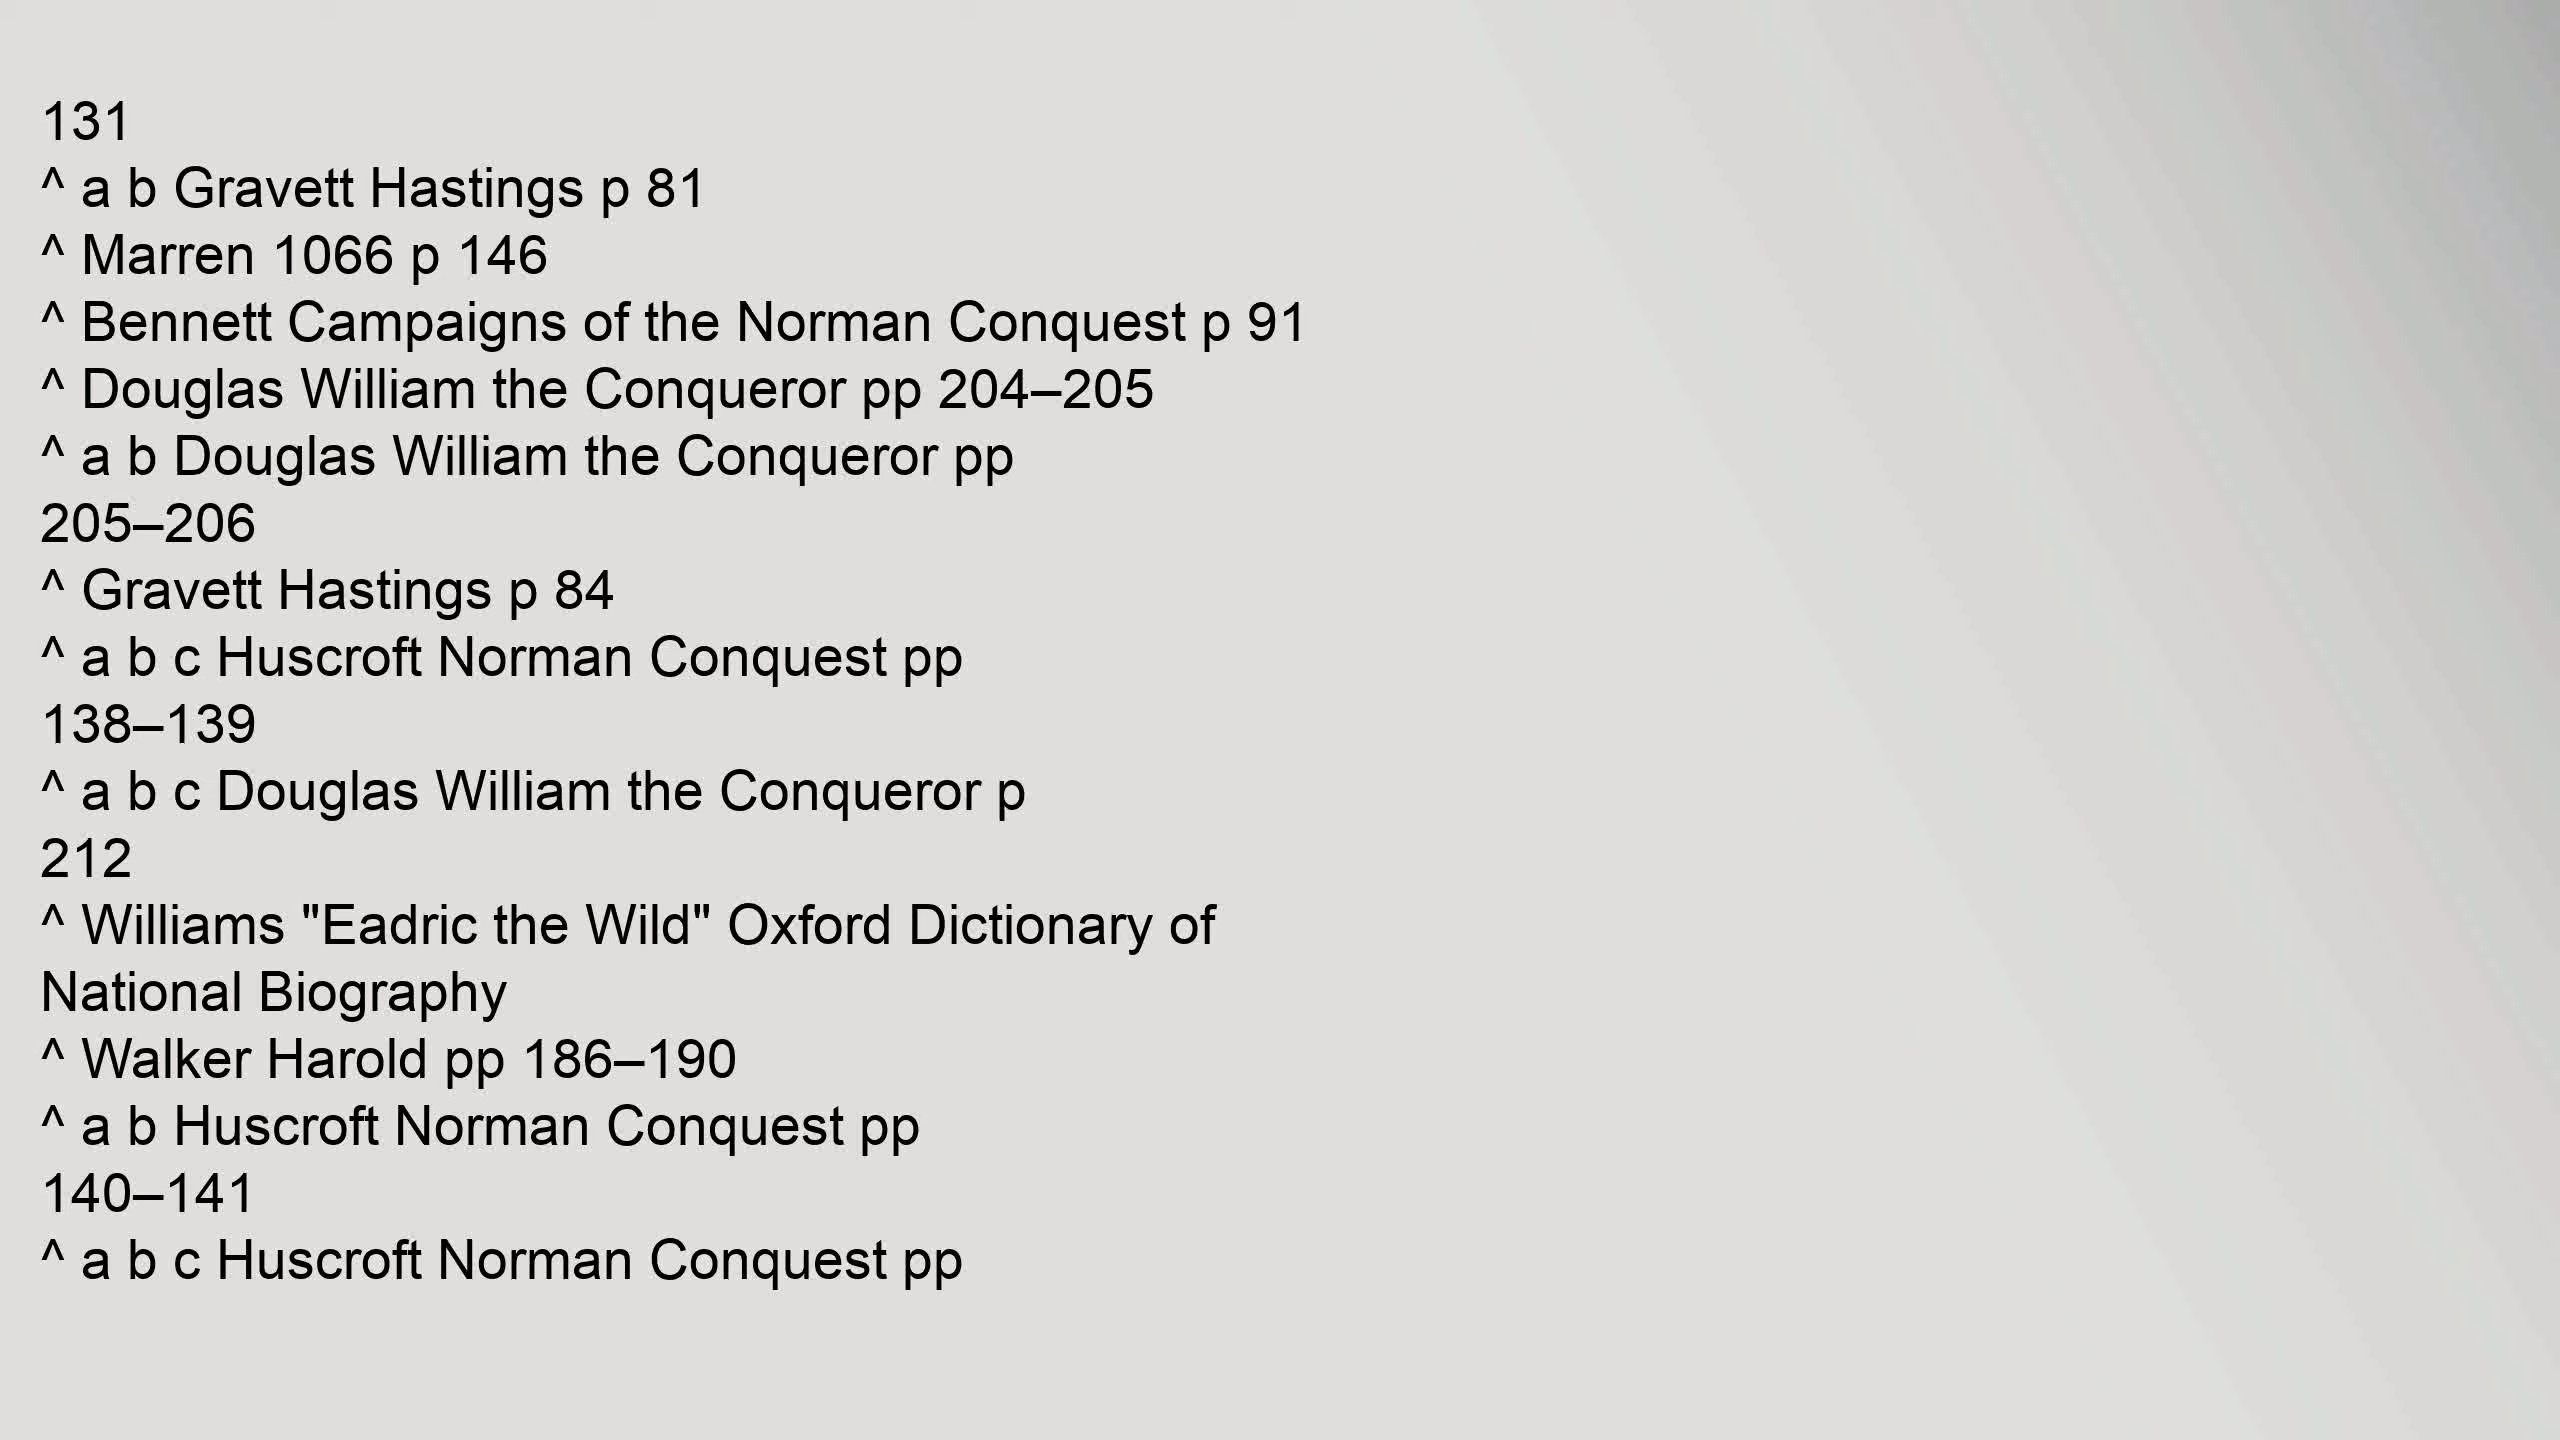 131
^ a b Gravett Hastings p 81
^ Marren 1066 p 146
^ Bennett Campaigns of the Norman Conquest p 91
^ Douglas William the Conqueror pp 204–205
^ a b Douglas William the Conqueror pp
205–206
^ Gravett Hastings p 84
^ a b c Huscroft Norman Conquest pp
138–139
^ a b c Douglas William the Conqueror p
212
^ Williams "Eadric the Wild" Oxford Dictionary of
National Biography
^ Walker Harold pp 186–190
^ a b Huscroft Norman Conquest pp
140–141
^ a b c Huscroft Norman Conquest pp